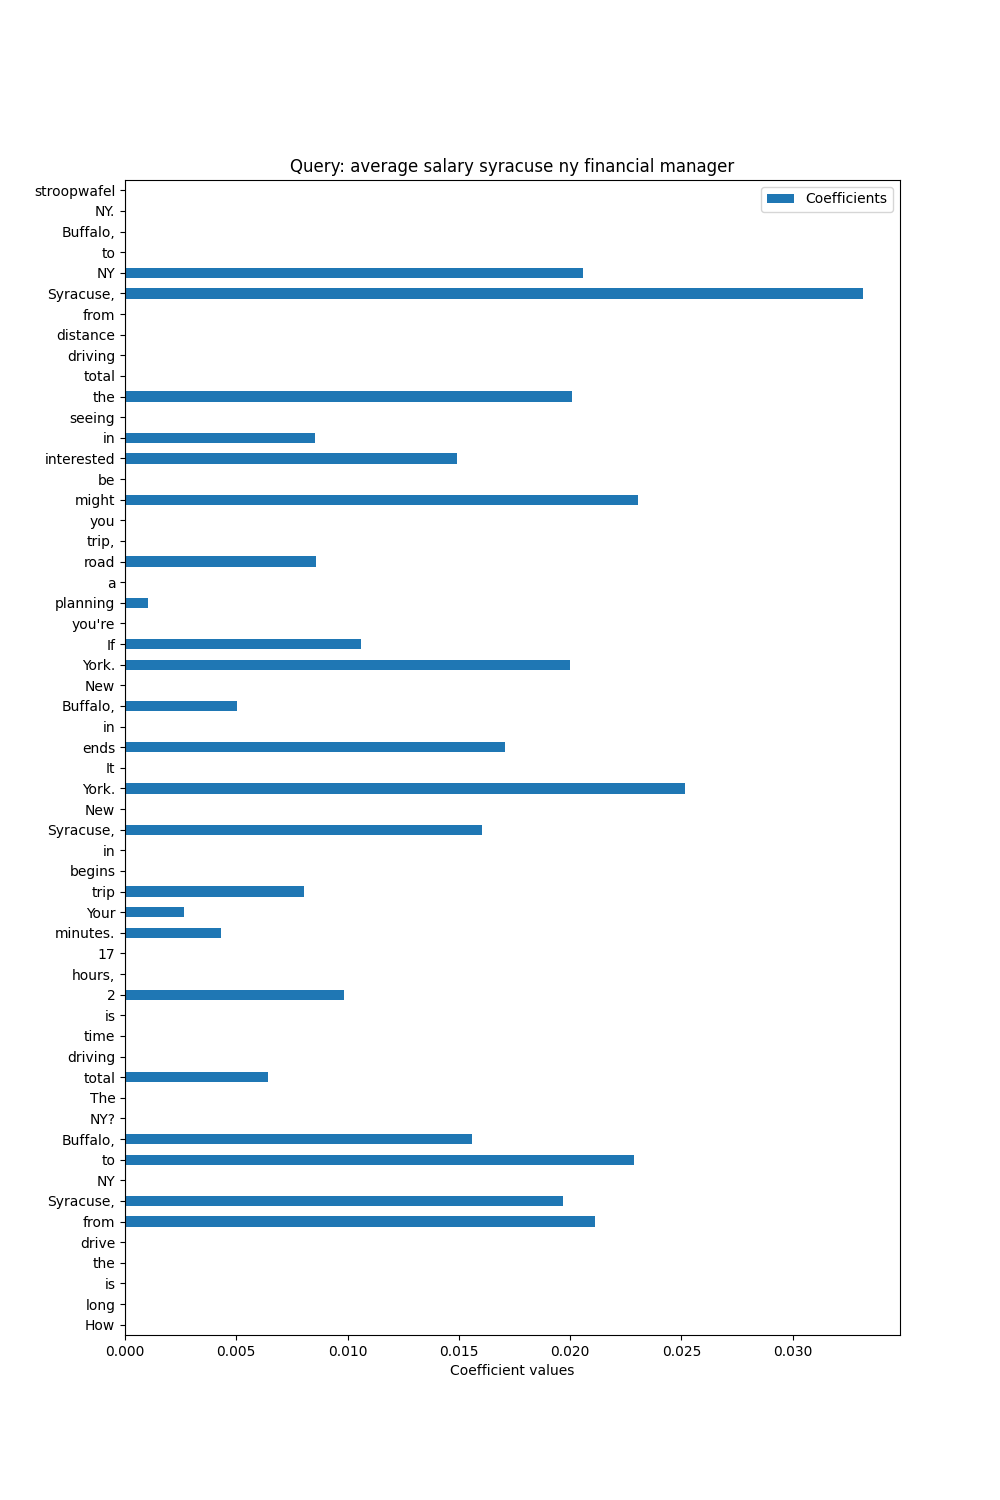 Query: average salary syracuse ny financial manager
Coefficients
stroopwafel
NY.
Buffalo,
to
NY
Syracuse,
from
distance
driving
total
the
seeing
in
interested
be
might
you
trip,
road
a
planning
you're
If
York.
New
Buffalo,
in
ends
It
York.
New
Syracuse,
in
begins
trip
Your
minutes.
17
hours,
2
is
time
driving
total
The
NY?
Buffalo,
to
NY
Syracuse,
from
drive
the
is
long
How
0.000 0.005 0.010 0.015 0.020 0.025 0.030
Coefficient values